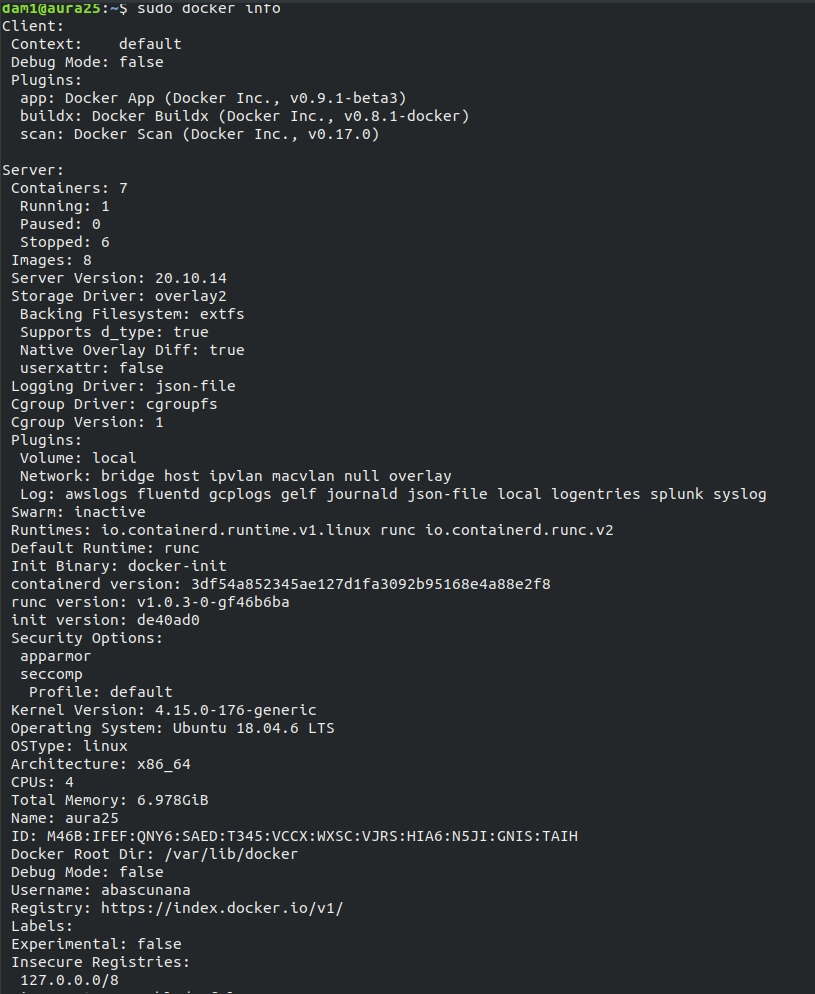 dam1@aura25:~$ sudo docker info
Client:
 Context:    default
 Debug Mode: false
 Plugins:
  app: Docker App (Docker Inc., v0.9.1-beta3)
  buildx: Docker Buildx (Docker Inc., v0.8.1-docker)
  scan: Docker Scan (Docker Inc., v0.17.0)

Server:
 Containers: 7
  Running: 1
  Paused: 0
  Stopped: 6
 Images: 8
 Server Version: 20.10.14
 Storage Driver: overlay2
  Backing Filesystem: extfs
  Supports d_type: true
  Native Overlay Diff: true
  userxattr: false
 Logging Driver: json-file
 Cgroup Driver: cgroupfs
 Cgroup Version: 1
 Plugins:
  Volume: local
  Network: bridge host ipvlan macvlan null overlay
  Log: awslogs fluentd gcplogs gelf journald json-file local logentries splunk syslog
 Swarm: inactive
 Runtimes: io.containerd.runtime.v1.linux runc io.containerd.runc.v2
 Default Runtime: runc
 Init Binary: docker-init
 containerd version: 3df54a852345ae127d1fa3092b95168e4a88e2f8
 runc version: v1.0.3-0-gf46b6ba
 init version: de40ad0
 Security Options:
  apparmor
  seccomp
   Profile: default
 Kernel Version: 4.15.0-176-generic
 Operating System: Ubuntu 18.04.6 LTS
 OSType: linux
 Architecture: x86_64
 CPUs: 4
 Total Memory: 6.978GiB
 Name: aura25
 ID: M46B:IFEF:QNY6:SAED:T345:VCCX:WXSC:VJRS:HIA6:N5JI:GNIS:TAIH
 Docker Root Dir: /var/lib/docker
 Debug Mode: false
 Username: abascunana
 Registry: https://index.docker.io/v1/
 Labels:
 Experimental: false
 Insecure Registries:
  127.0.0.0/8